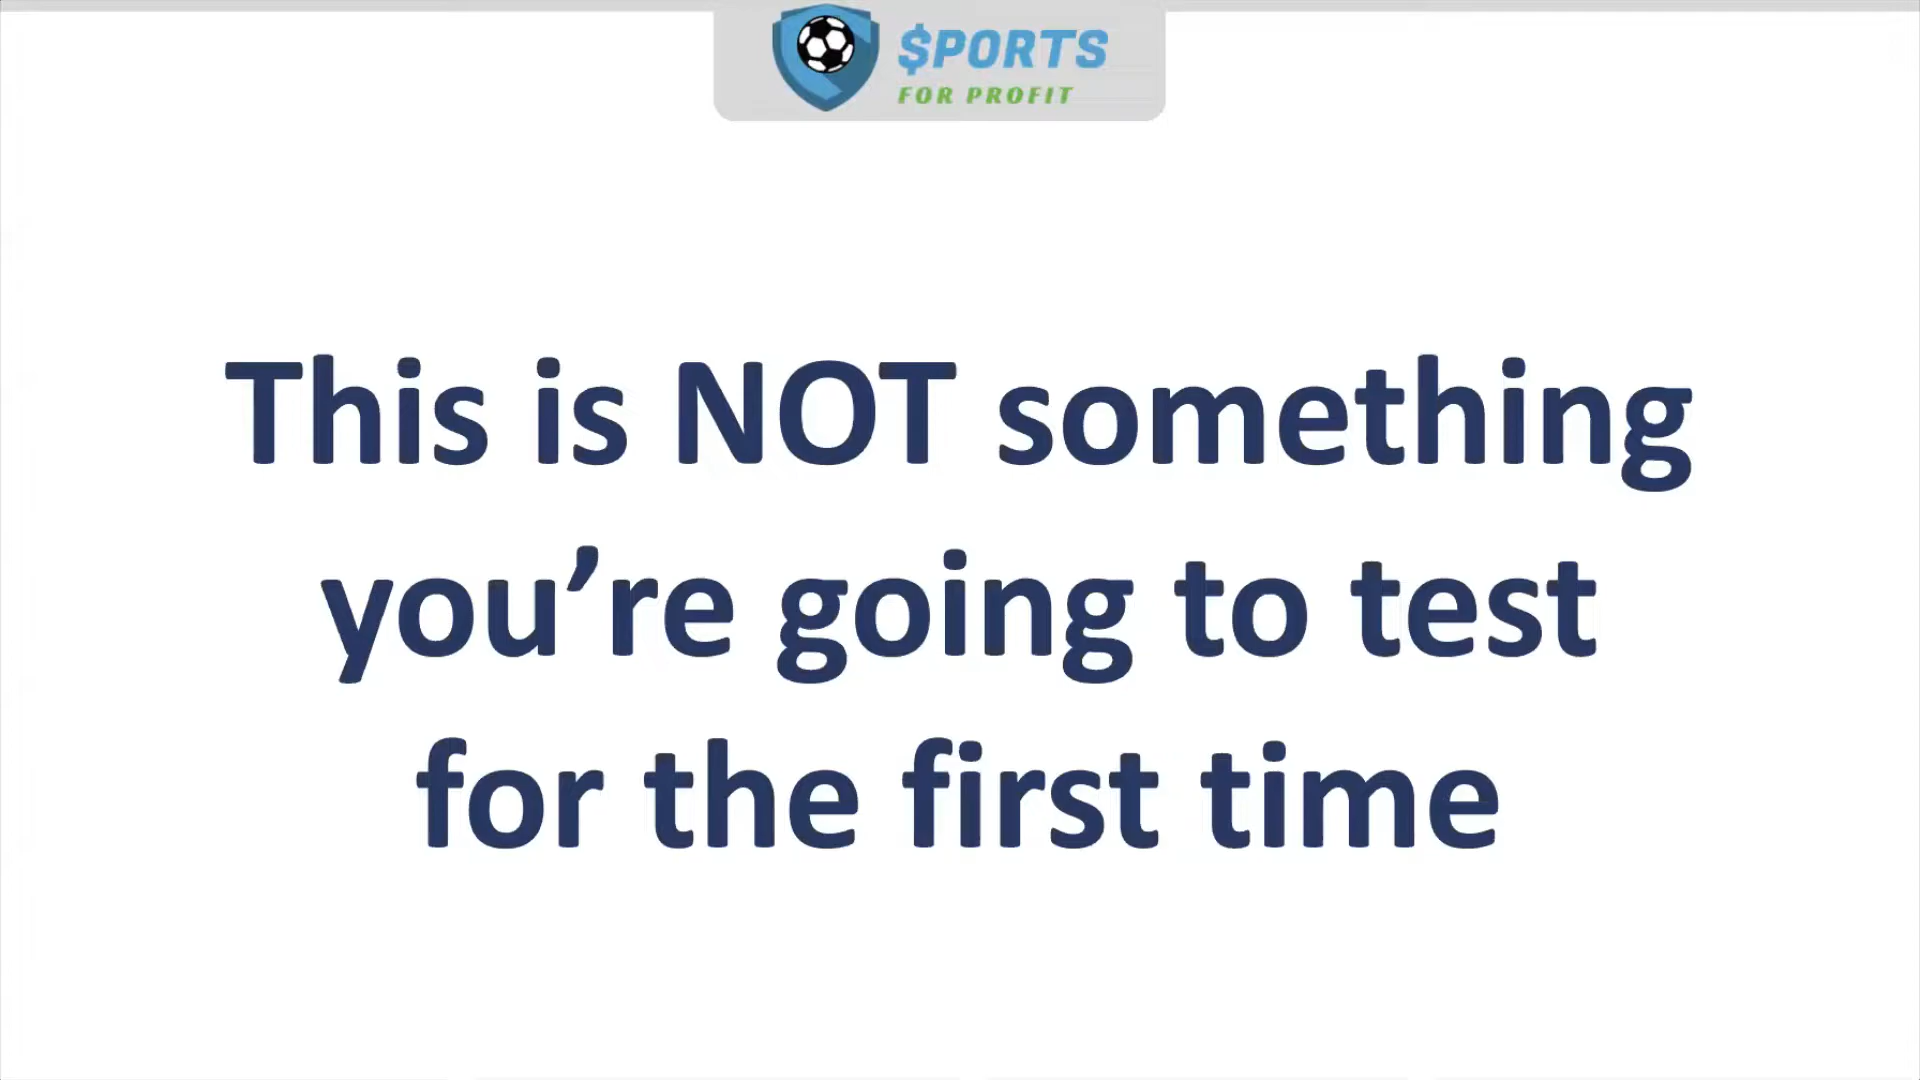 $PORTS
FOR PROFIT
This is NOT something
you’re going to test
for the first time